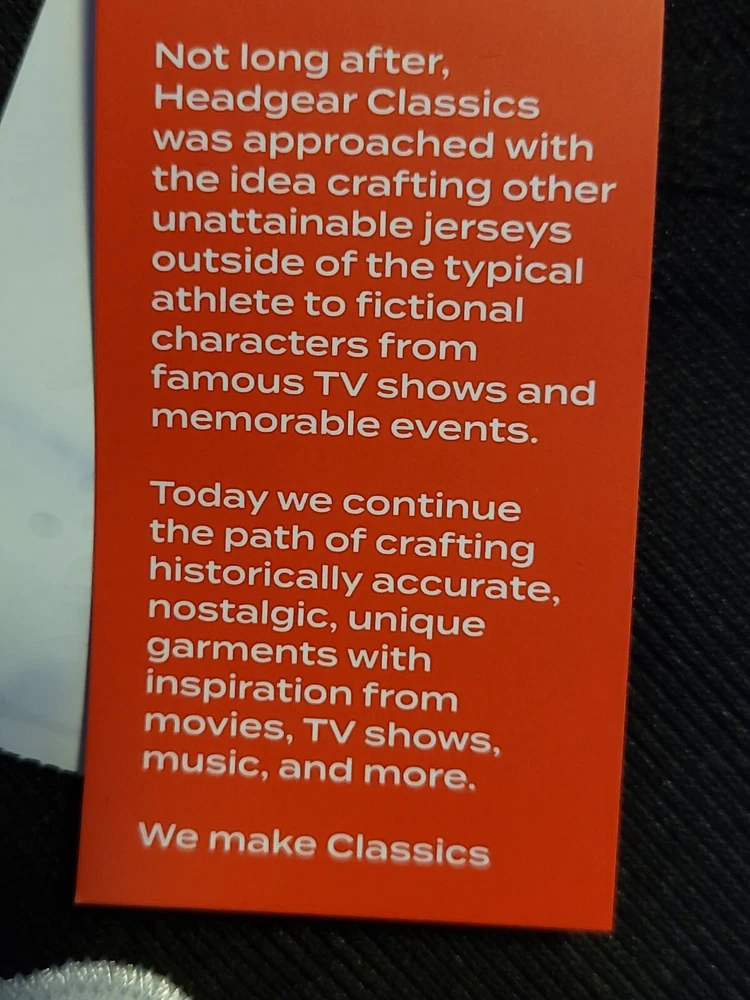 Not long after,
Headgear Classics
was approached with
the idea crafting other
unattainable jerseys
outside of the typical
athlete to fictional
characters from
famous TV shows and
memorable events.
Today we continue
the path of crafting
historically accurate,
nostalgic, unique
garments with
inspiration from
movies, TV shows,
music, and more.
We make Classics